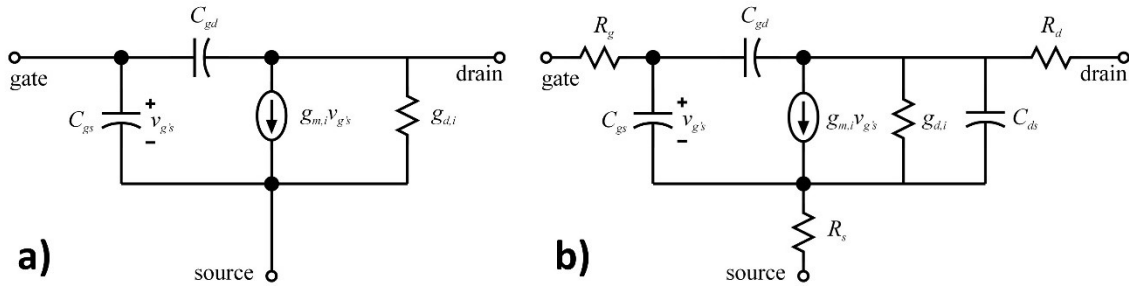 C_gd
gate
drain
+
C_gs
v_g's
−
g_m,i v_g's
g_d,i
a)
source
C_gd
R_g
R_d
gate
drain
+
C_gs
v_g's
−
g_m,i v_g's
g_d,i
C_ds
R_s
b)
source